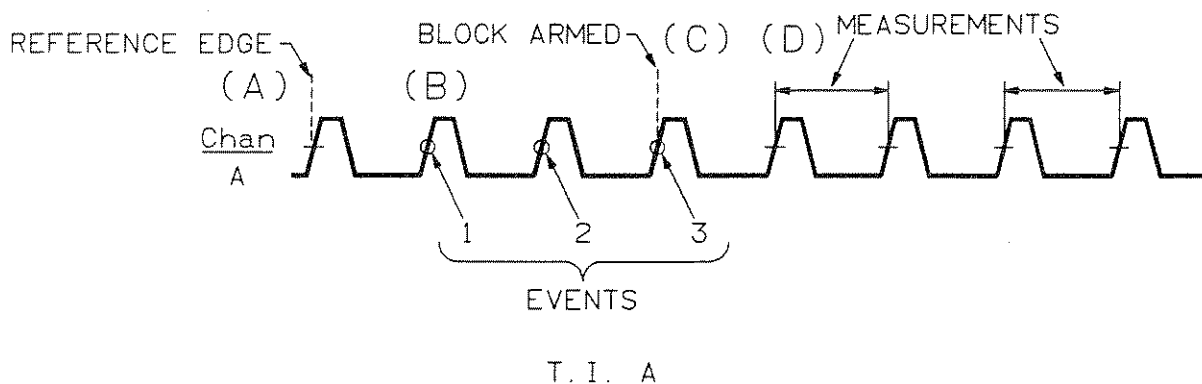 REFERENCE EDGE
BLOCK ARMED
(C)
(D)
MEASUREMENTS
(A)
(B)
Chan
A
1
2
3
EVENTS
T.I. A